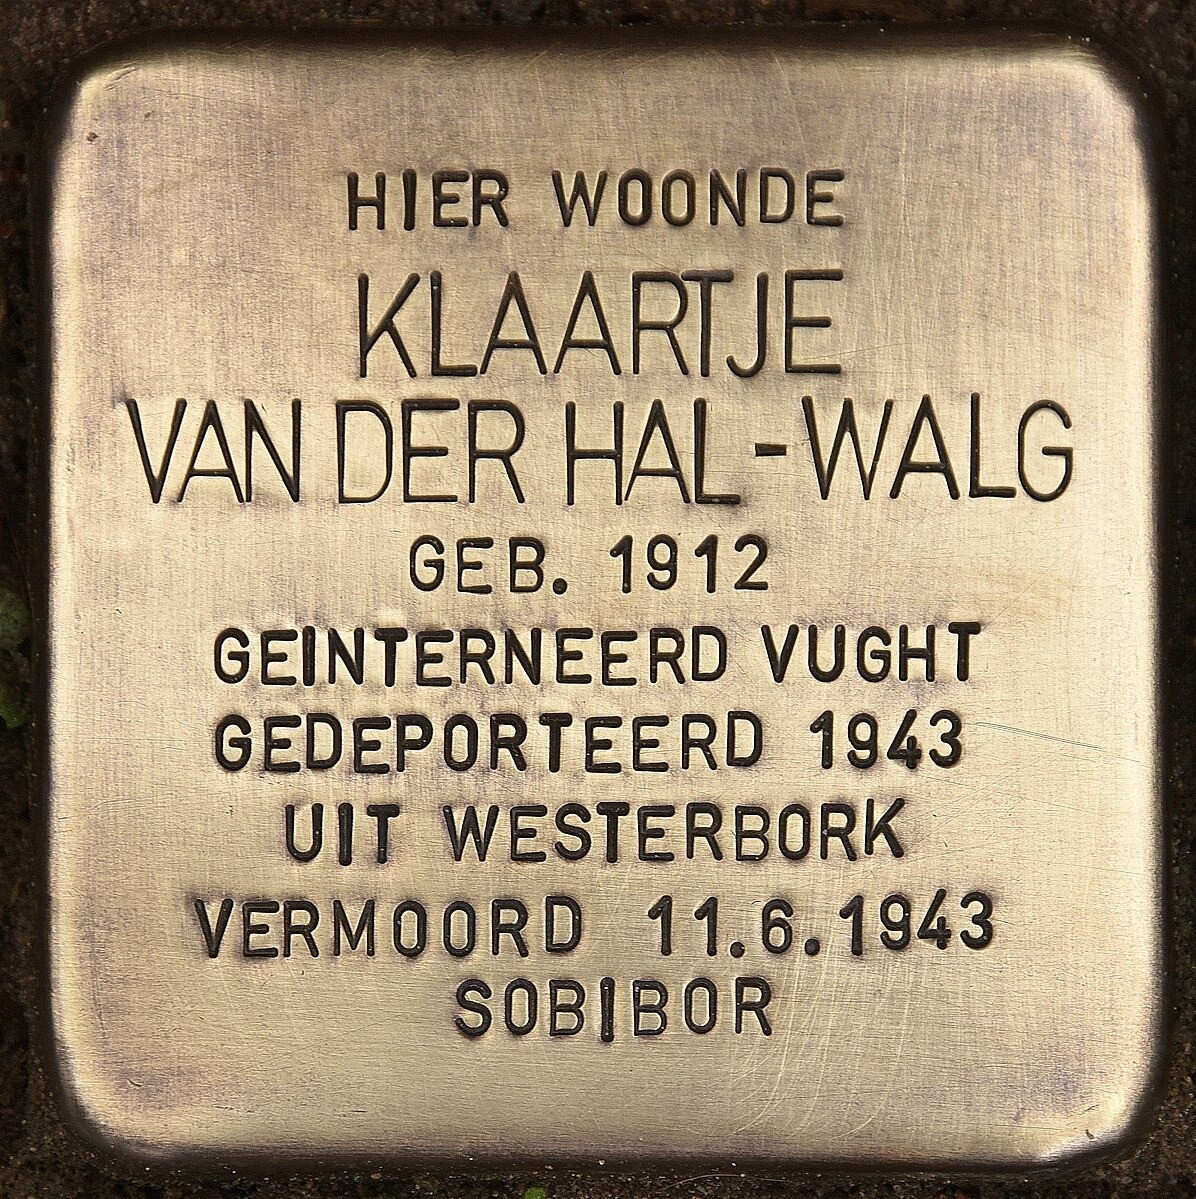 HIER WOONDE
KLAARTJE
VAN DER HAL - WALG
GEB. 1912
GEINTERNEERD VUGHT
GEDEPORTEERD 1943
UIT WESTERBORK
VERMOORD 11.6.1943
SOBIBOR